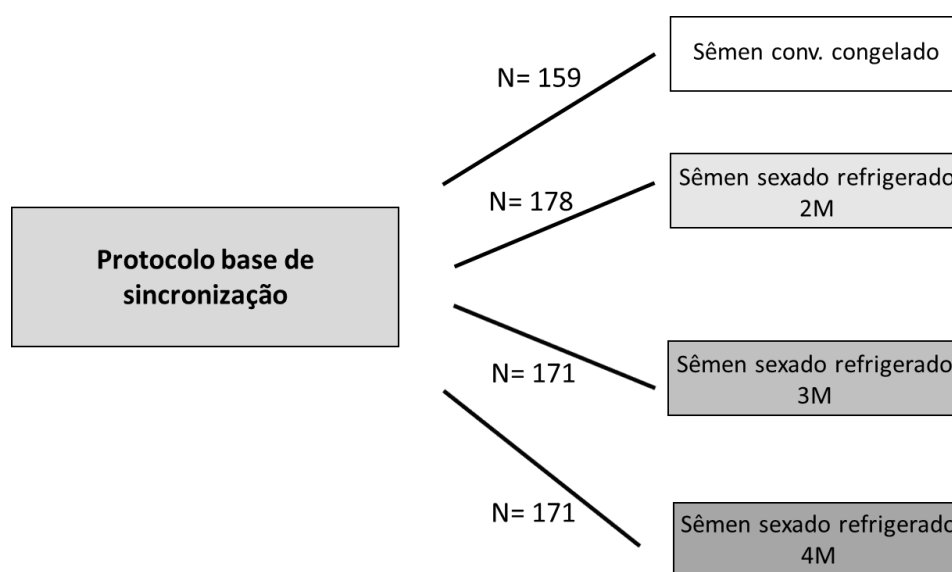 Sêmen conv. congelado
N= 159
Sêmen sexado refrigerado
2M
N= 178
Protocolo base de
sincronização
Sêmen sexado refrigerado
3M
N= 171
Sêmen sexado refrigerado
4M
N= 171